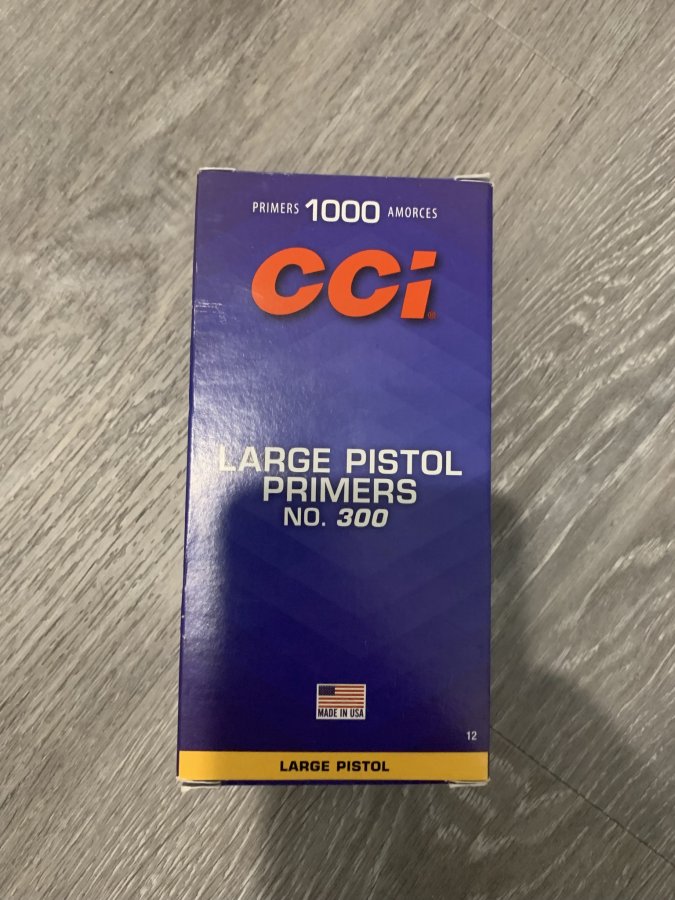 PRIMERS 1000 AMORCES
CCi
LARGE PISTOL
PRIMERS
NO. 300
MADE IN USA
12
LARGE PISTOL